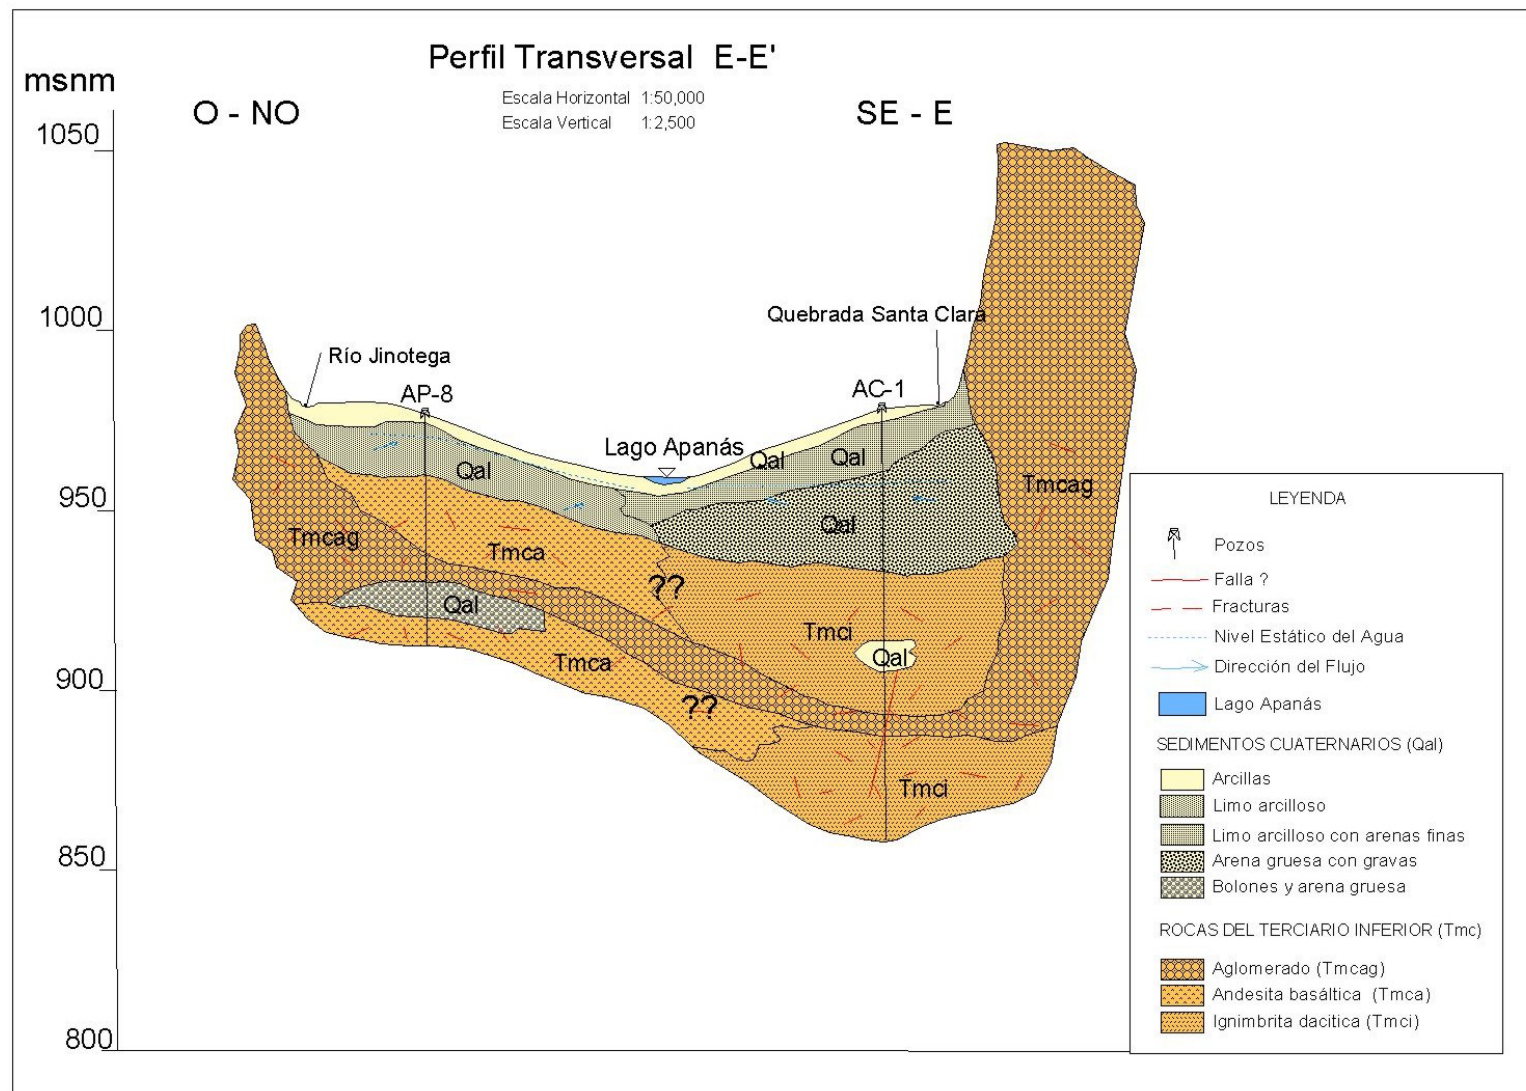 Perfil Transversal E-E'
msnm
Escala Horizontal 1:50,000
O - NO
SE - E
Escala Vertical 1:2,500
1050
1000
Quebrada Santa Clara
Río Jinotega
AP-8
AC-1
Lago Apanás
Qal
Qal
Qal
950
Tmcag
Qal
Tmcag
Tmca
??
Qal
Tmci
Qal
Tmca
900
??
Tmci
850
800
LEYENDA
Pozos
Falla ?
Fracturas
Nivel Estático del Agua
Dirección del Flujo
Lago Apanás
SEDIMENTOS CUATERNARIOS (Qal)
Arcillas
Limo arcilloso
Limo arcilloso con arenas finas
Arena gruesa con gravas
Bolones y arena gruesa
ROCAS DEL TERCIARIO INFERIOR (Tmc)
Aglomerado (Tmcag)
Andesita basáltica (Tmca)
Ignimbrita dacitica (Tmci)